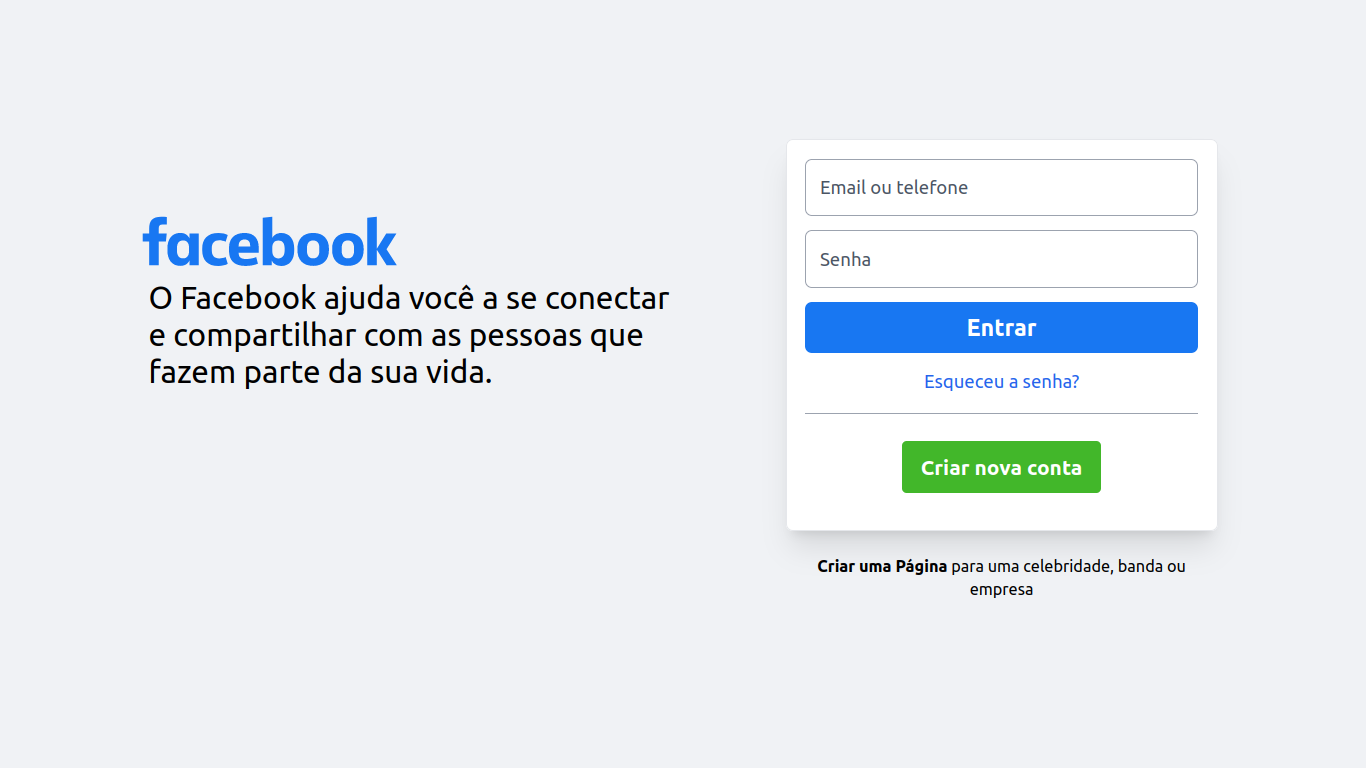 facebook
O Facebook ajuda você a se conectar
e compartilhar com as pessoas que
fazem parte da sua vida.
Email ou telefone
Senha
Entrar
Esqueceu a senha?
Criar nova conta
Criar uma Página para uma celebridade, banda ou
empresa